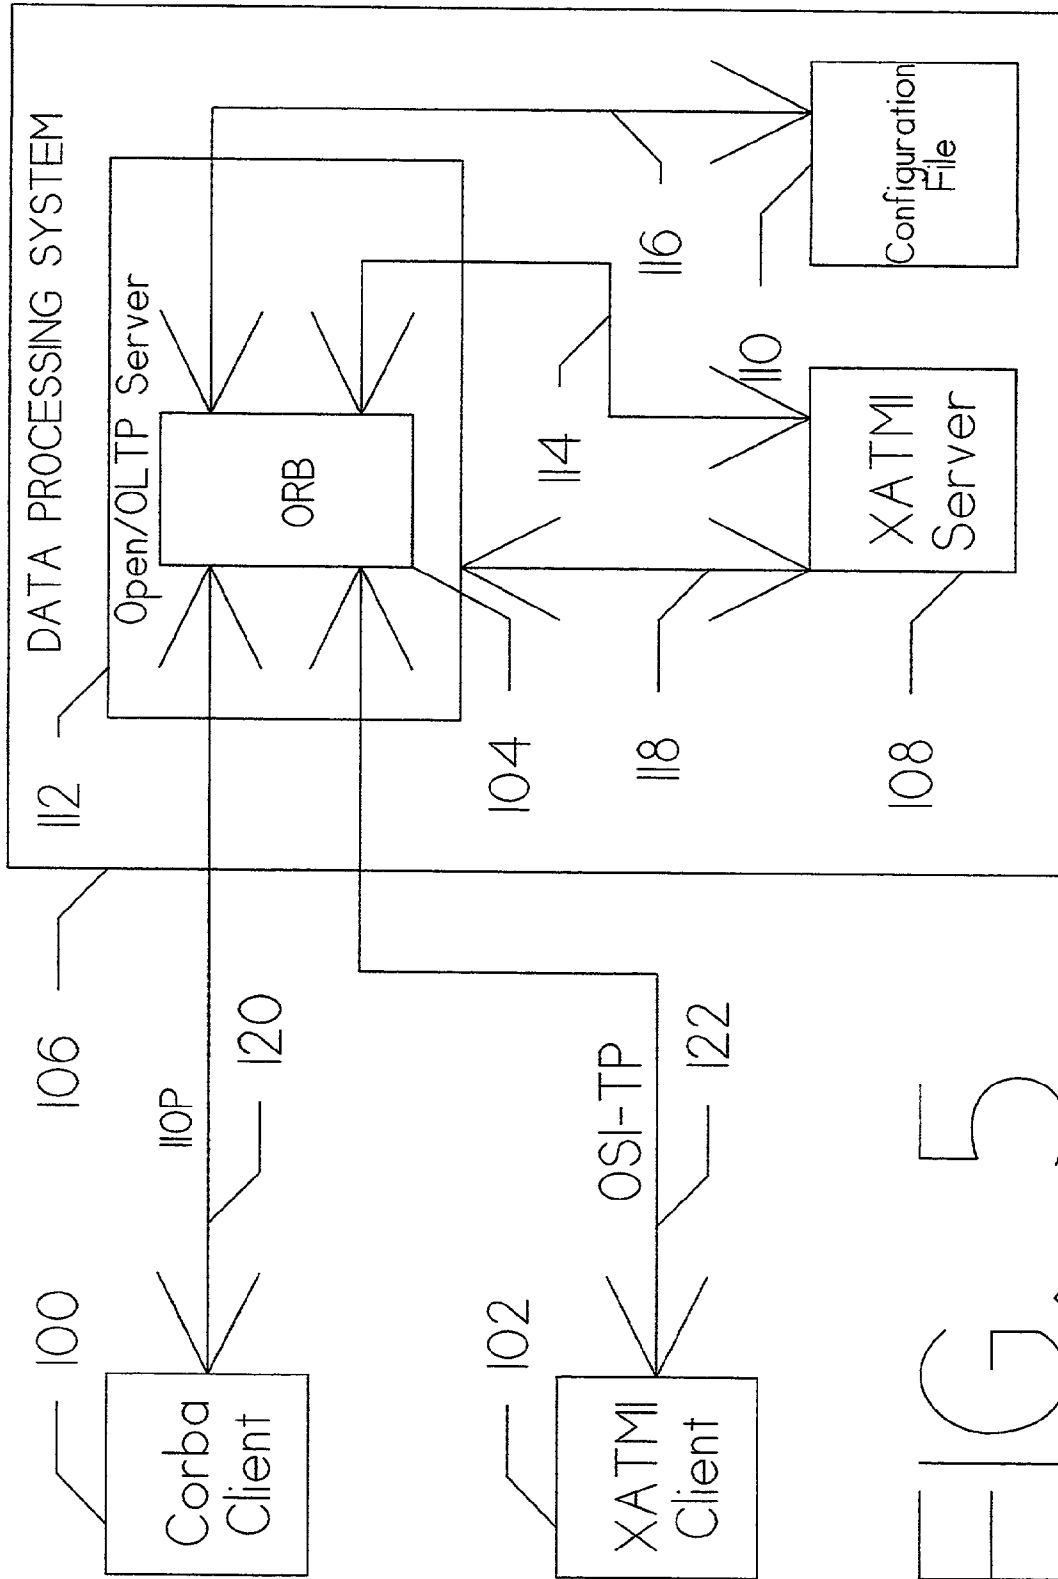 DATA PROCESSING SYSTEM
106
112
Open/OLTP Server
ORB
104
100
Corba
Client
IIOP
120
102
XATMI
Client
OSI-TP
122
114
116
118
110
XATMI
Server
108
Configuration
File
FIG. 5